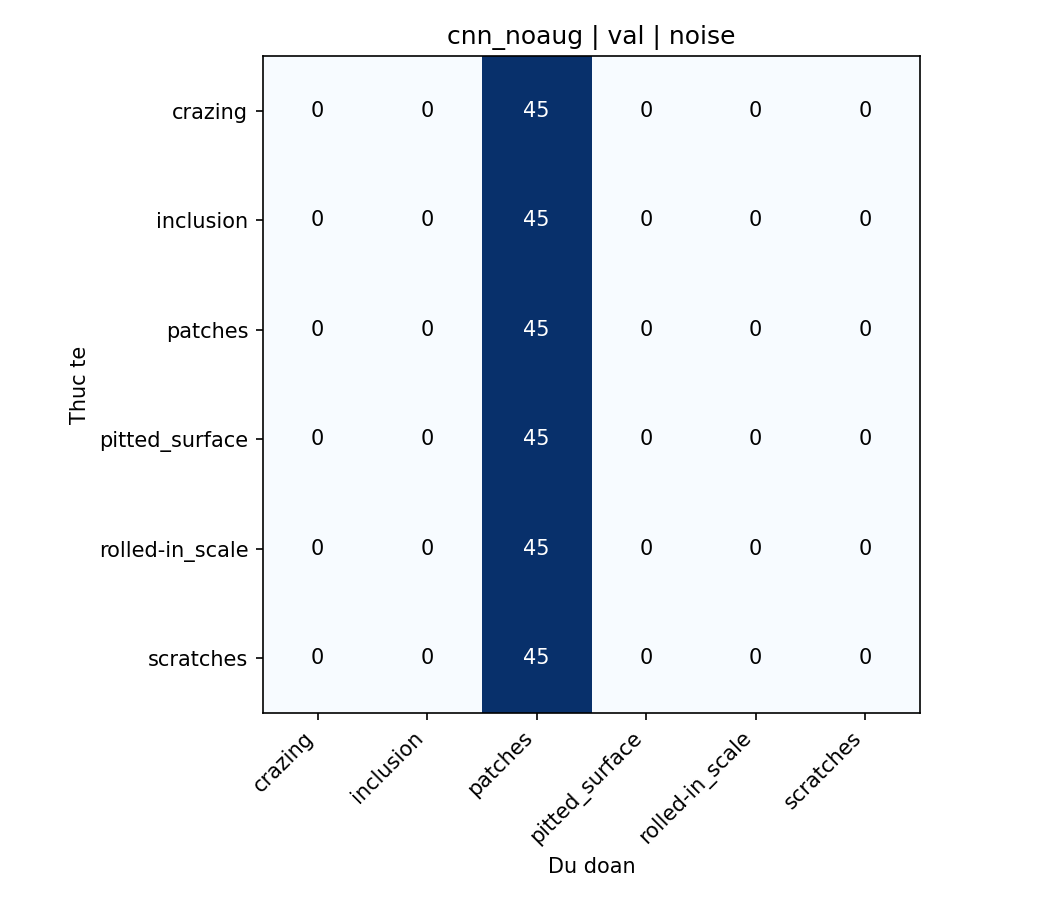 cnn_noaug | val | noise
crazing 0 0 45 0 0 0
inclusion 0 0 45 0 0 0
patches 0 0 45 0 0 0
Thuc te
pitted_surface 0 0 45 0 0 0
rolled-in_scale 0 0 45 0 0 0
scratches 0 0 45 0 0 0
crazing inclusion patches pitted_surface rolled-in_scale scratches
Du doan